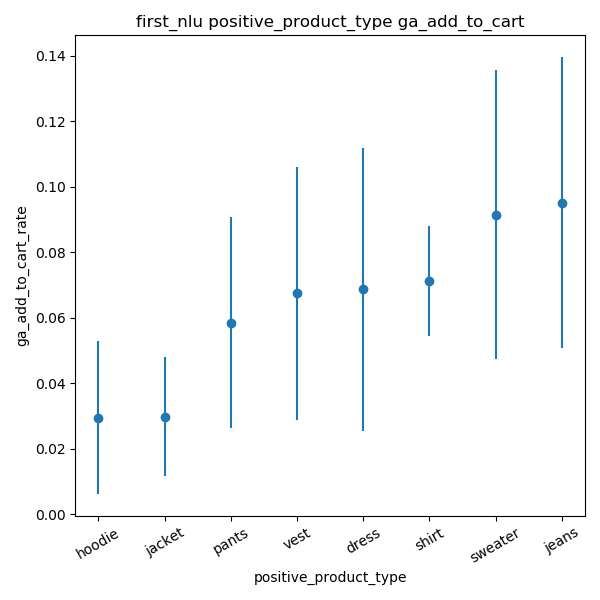 first_nlu positive_product_type ga_add_to_cart
0.14
0.12
0.10
0.08
0.06
0.04
0.02
0.00
ga_add_to_cart_rate
hoodie
jacket
pants
vest
dress
shirt
sweater
jeans
positive_product_type